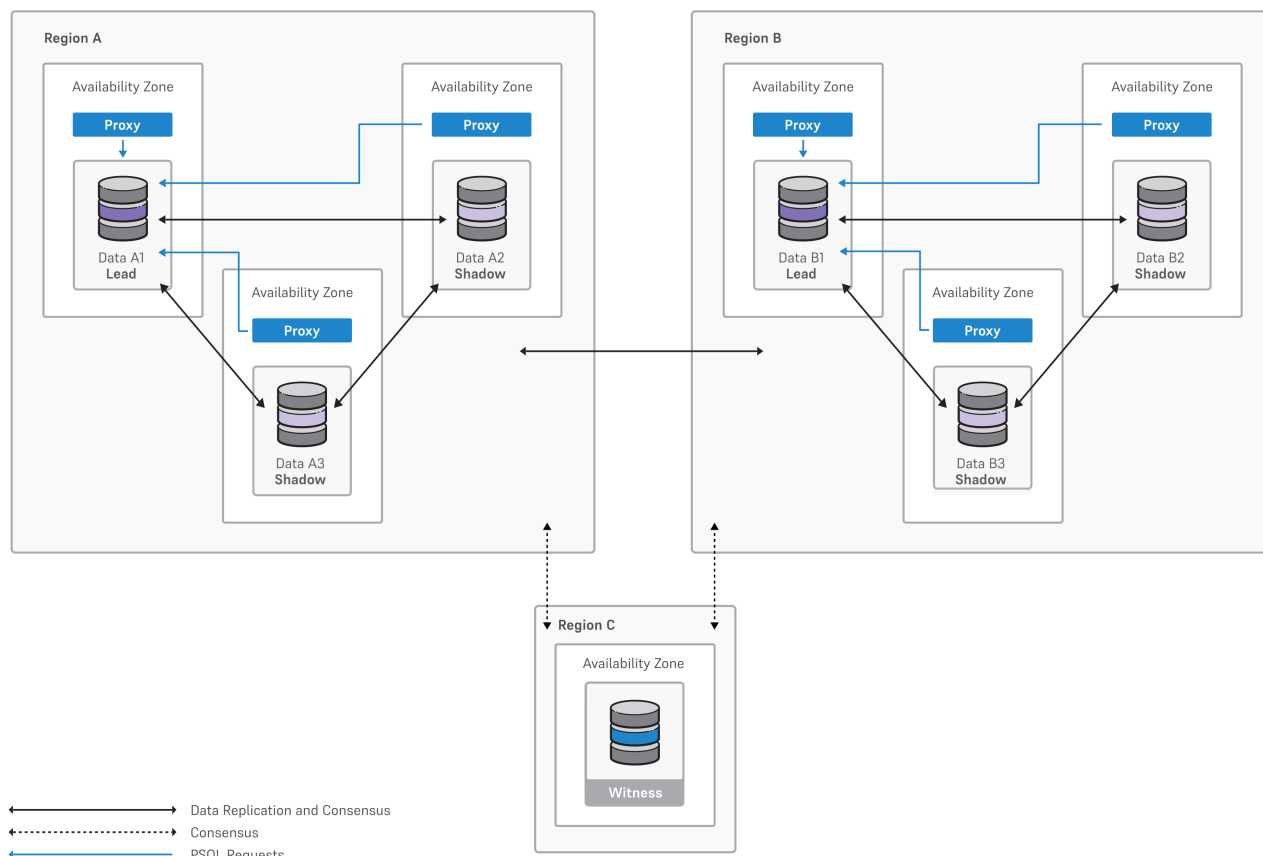 Region A
Availability Zone
Proxy
Data A1
Lead
Availability Zone
Proxy
Data A2
Shadow
Availability Zone
Proxy
Data A3
Shadow
Region B
Availability Zone
Proxy
Data B1
Lead
Availability Zone
Proxy
Data B2
Shadow
Availability Zone
Proxy
Data B3
Shadow
Region C
Availability Zone
Witness
Data Replication and Consensus
Consensus
PSQL Requests